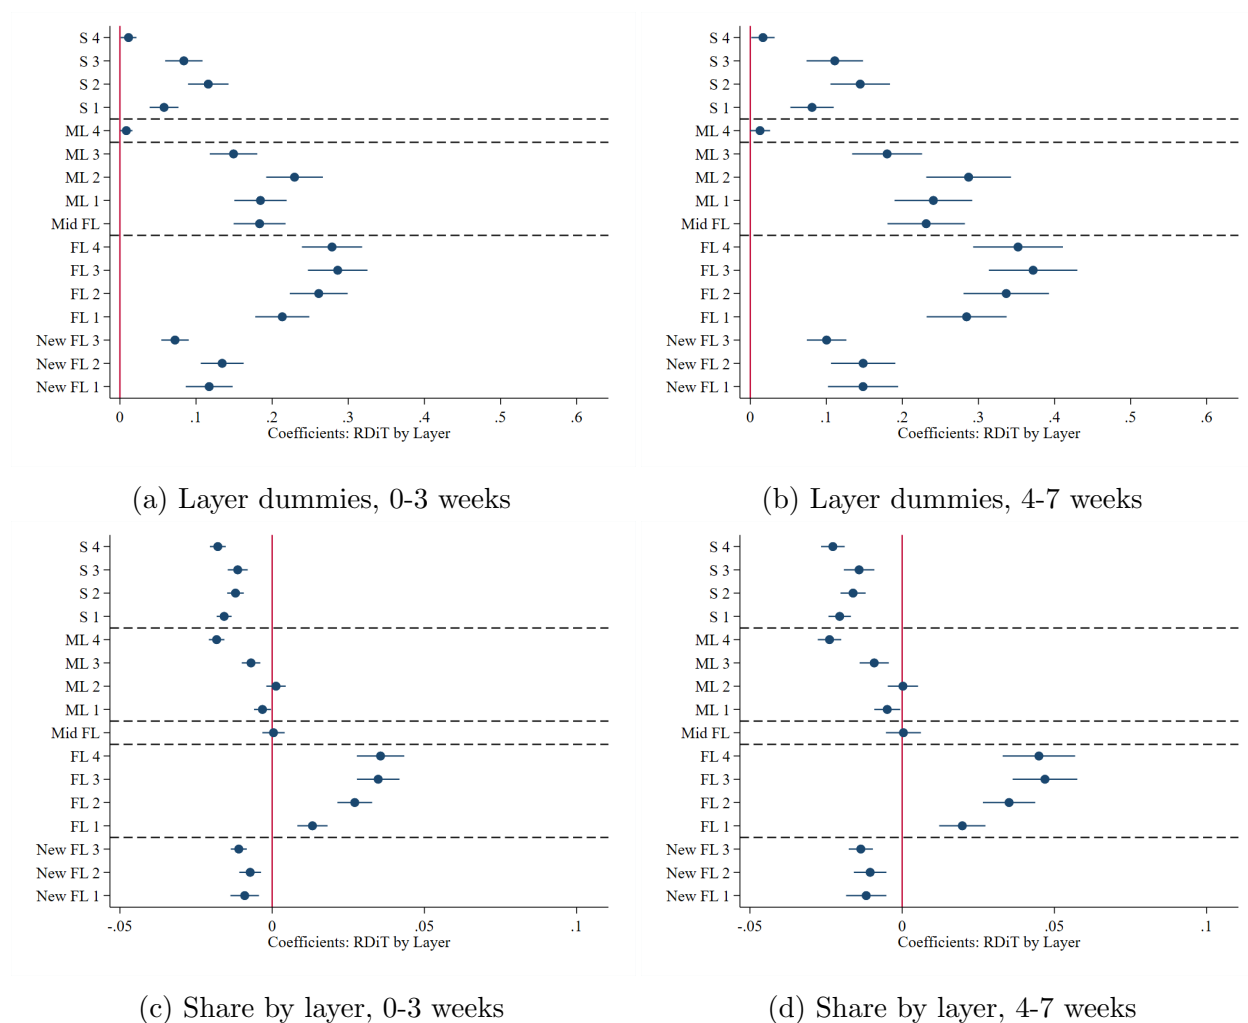 S 4
S 3
S 2
S 1
ML 4
ML 3
ML 2
ML 1
Mid FL
FL 4
FL 3
FL 2
FL 1
New FL 3
New FL 2
New FL 1
0 .1 .2 .3 .4 .5 .6
Coefficients: RDiT by Layer
(a) Layer dummies, 0-3 weeks
S 4
S 3
S 2
S 1
ML 4
ML 3
ML 2
ML 1
Mid FL
FL 4
FL 3
FL 2
FL 1
New FL 3
New FL 2
New FL 1
0 .1 .2 .3 .4 .5 .6
Coefficients: RDiT by Layer
(b) Layer dummies, 4-7 weeks
S 4
S 3
S 2
S 1
ML 4
ML 3
ML 2
ML 1
Mid FL
FL 4
FL 3
FL 2
FL 1
New FL 3
New FL 2
New FL 1
-.05 0 .05 .1
Coefficients: RDiT by Layer
(c) Share by layer, 0-3 weeks
S 4
S 3
S 2
S 1
ML 4
ML 3
ML 2
ML 1
Mid FL
FL 4
FL 3
FL 2
FL 1
New FL 3
New FL 2
New FL 1
-.05 0 .05 .1
Coefficients: RDiT by Layer
(d) Share by layer, 4-7 weeks